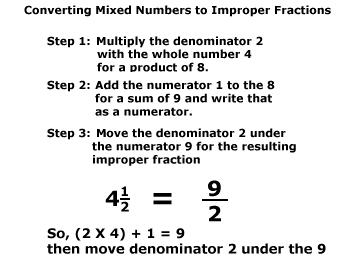 Converting Mixed Numbers to Improper Fractions
Step 1: Multiply the denominator 2
with the whole number 4
for a product of 8.
Step 2: Add the numerator 1 to the 8
for a sum of 9 and write that
as a numerator.
Step 3: Move the denominator 2 under
the numerator 9 for the resulting
improper fraction
4 1/2 = 9/2
So, (2 X 4) + 1 = 9
then move denominator 2 under the 9